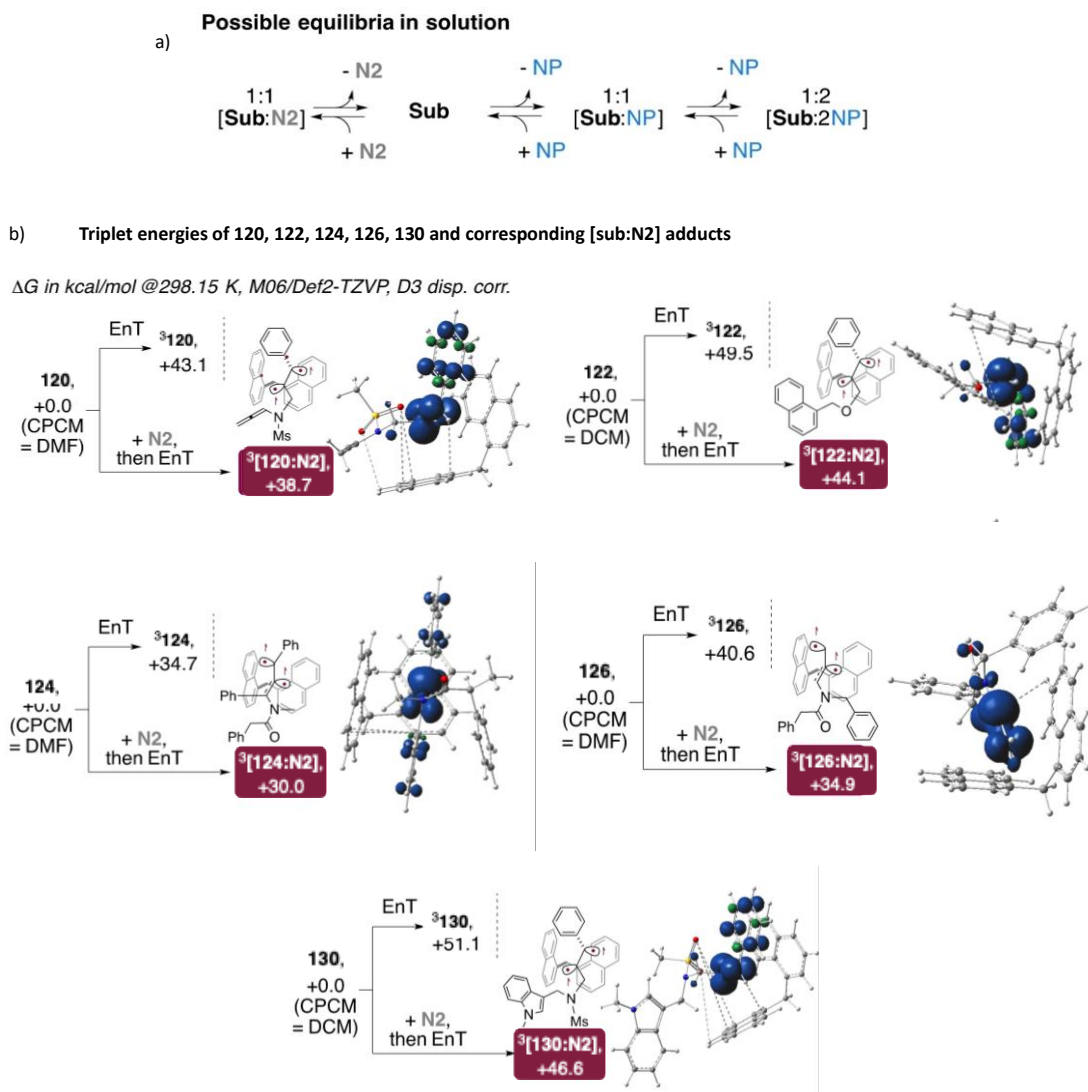 Possible equilibria in solution
a)
- N2 - NP - NP
1:1 1:1 1:2
[Sub:N2] Sub [Sub:NP] [Sub:2NP]
+ N2 + NP + NP
b) Triplet energies of 120, 122, 124, 126, 130 and corresponding [sub:N2] adducts
ΔG in kcal/mol @298.15 K, M06/Def2-TZVP, D3 disp. corr.
EnT
³120,
+43.1
120,
+0.0
(CPCM
= DMF)
+ N2,
then EnT
N
Ms
³[120:N2],
+38.7
EnT
³122,
+49.5
122,
+0.0
(CPCM
= DCM)
+ N2,
then EnT
O
³[122:N2],
+44.1
EnT
³124,
+34.7
124,
+0.0
(CPCM
= DMF)
+ N2,
then EnT
Ph
Ph
N
Ph
O
³[124:N2],
+30.0
EnT
³126,
+40.6
126,
+0.0
(CPCM
= DMF)
+ N2,
then EnT
N
Ph
O
³[126:N2],
+34.9
EnT
³130,
+51.1
130,
+0.0
(CPCM
= DCM)
+ N2,
then EnT
N
N
Ms
³[130:N2],
+46.6